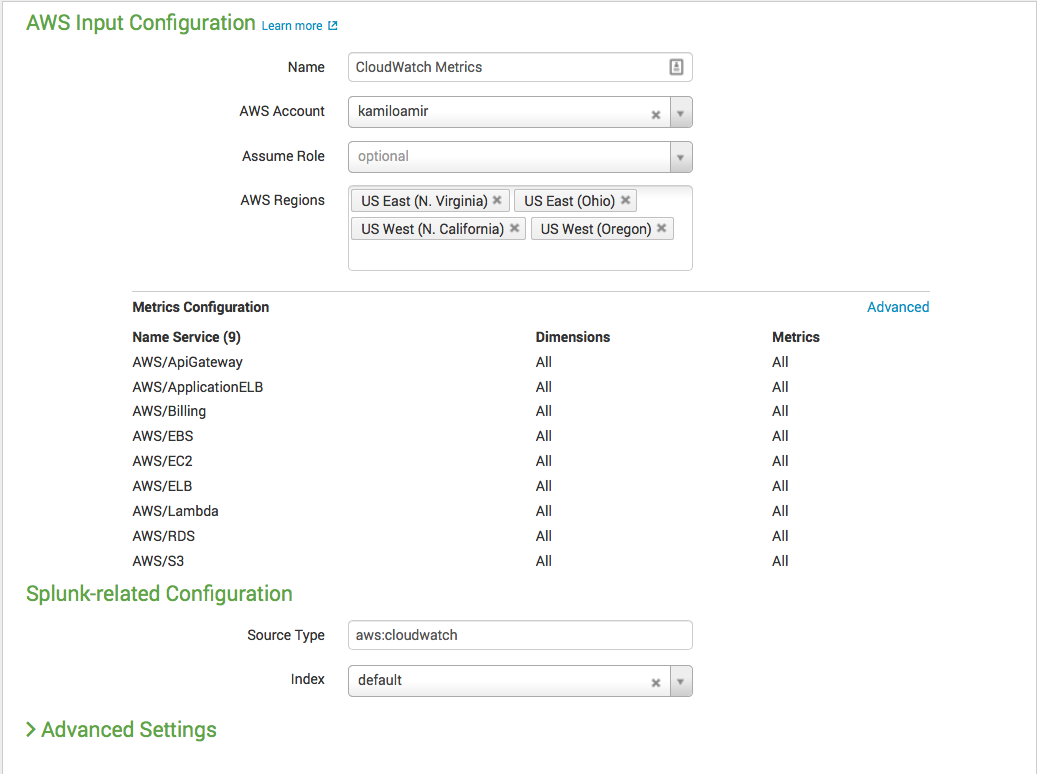 AWS Input Configuration Learn more
Name CloudWatch Metrics
AWS Account kamiloamir
Assume Role optional
AWS Regions US East (N. Virginia) US East (Ohio)
US West (N. California) US West (Oregon)
Metrics Configuration Advanced
Name Service (9) Dimensions Metrics
AWS/ApiGateway All All
AWS/ApplicationELB All All
AWS/Billing All All
AWS/EBS All All
AWS/EC2 All All
AWS/ELB All All
AWS/Lambda All All
AWS/RDS All All
AWS/S3 All All
Splunk-related Configuration
Source Type aws:cloudwatch
Index default
Advanced Settings